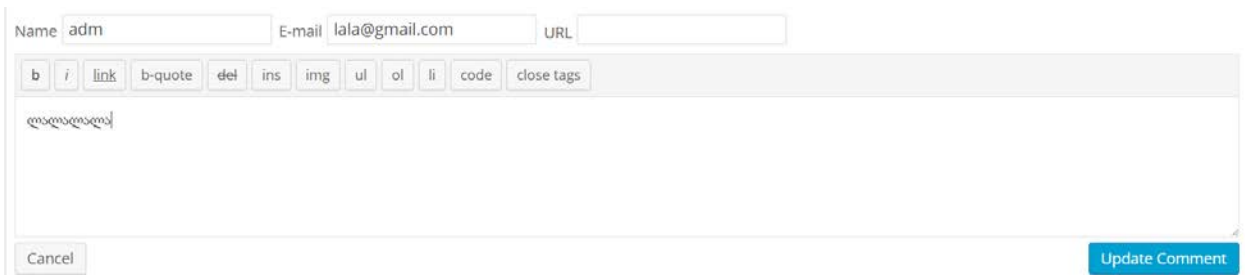 Name adm E-mail lala@gmail.com URL
b i link b-quote del ins img ul ol li code close tags
ლალალალა
Cancel Update Comment